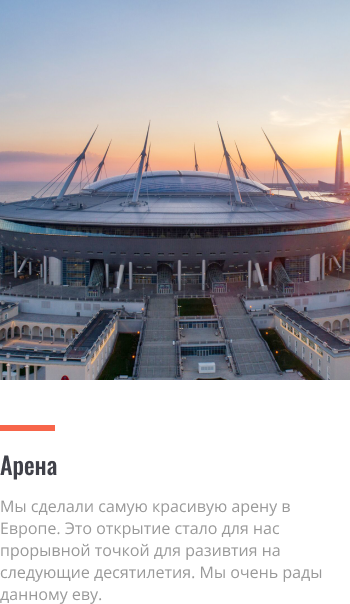 Арена
Мы сделали самую красивую арену в
Европе. Это открытие стало для нас
прорывной точкой для разивтия на
следующие десятилетия. Мы очень рады
данному еву.